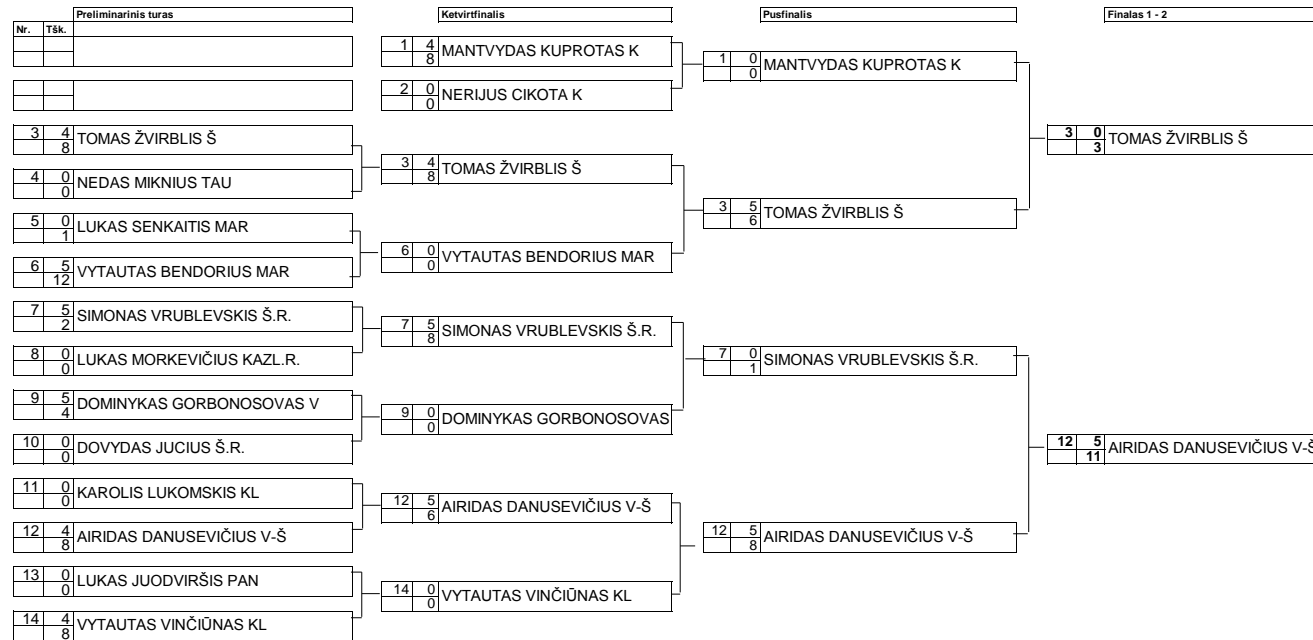 Preliminarinis turas
Nr. Tšk.
3 4 TOMAS ŽVIRBLIS Š
8
4 0 NEDAS MIKNIUS TAU
0
5 0 LUKAS SENKAITIS MAR
1
6 5 VYTAUTAS BENDORIUS MAR
12
7 5 SIMONAS VRUBLEVSKIS Š.R.
2
8 0 LUKAS MORKEVIČIUS KAZL.R.
0
9 5 DOMINYKAS GORBONOSOVAS V
4
10 0 DOVYDAS JUCIUS Š.R.
0
11 0 KAROLIS LUKOMSKIS KL
0
12 4 AIRIDAS DANUSEVIČIUS V-Š
8
13 0 LUKAS JUODVIRŠIS PAN
0
14 4 VYTAUTAS VINČIŪNAS KL
8
Ketvirtfinalis
1 4 MANTVYDAS KUPROTAS K
8
2 0 NERIJUS CIKOTA K
0
3 4 TOMAS ŽVIRBLIS Š
8
6 0 VYTAUTAS BENDORIUS MAR
0
7 5 SIMONAS VRUBLEVSKIS Š.R.
8
9 0 DOMINYKAS GORBONOSOVAS
0
12 5 AIRIDAS DANUSEVIČIUS V-Š
6
14 0 VYTAUTAS VINČIŪNAS KL
0
Pusfinalis
1 0 MANTVYDAS KUPROTAS K
0
3 5 TOMAS ŽVIRBLIS Š
6
7 0 SIMONAS VRUBLEVSKIS Š.R.
1
12 5 AIRIDAS DANUSEVIČIUS V-Š
8
Finalas 1 - 2
3 0 TOMAS ŽVIRBLIS Š
3
12 5 AIRIDAS DANUSEVIČIUS V-Š
11